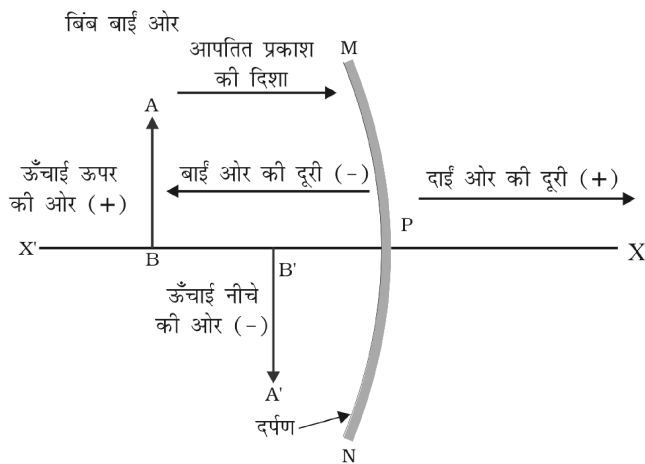 बिंब बाईं ओर
आपतित प्रकाश
की दिशा
M
A
ऊँचाई ऊपर
की ओर (+)
बाईं ओर की दूरी (–)
दाईं ओर की दूरी (+)
P
X'
B
B'
X
ऊँचाई नीचे
की ओर (–)
A'
दर्पण
N